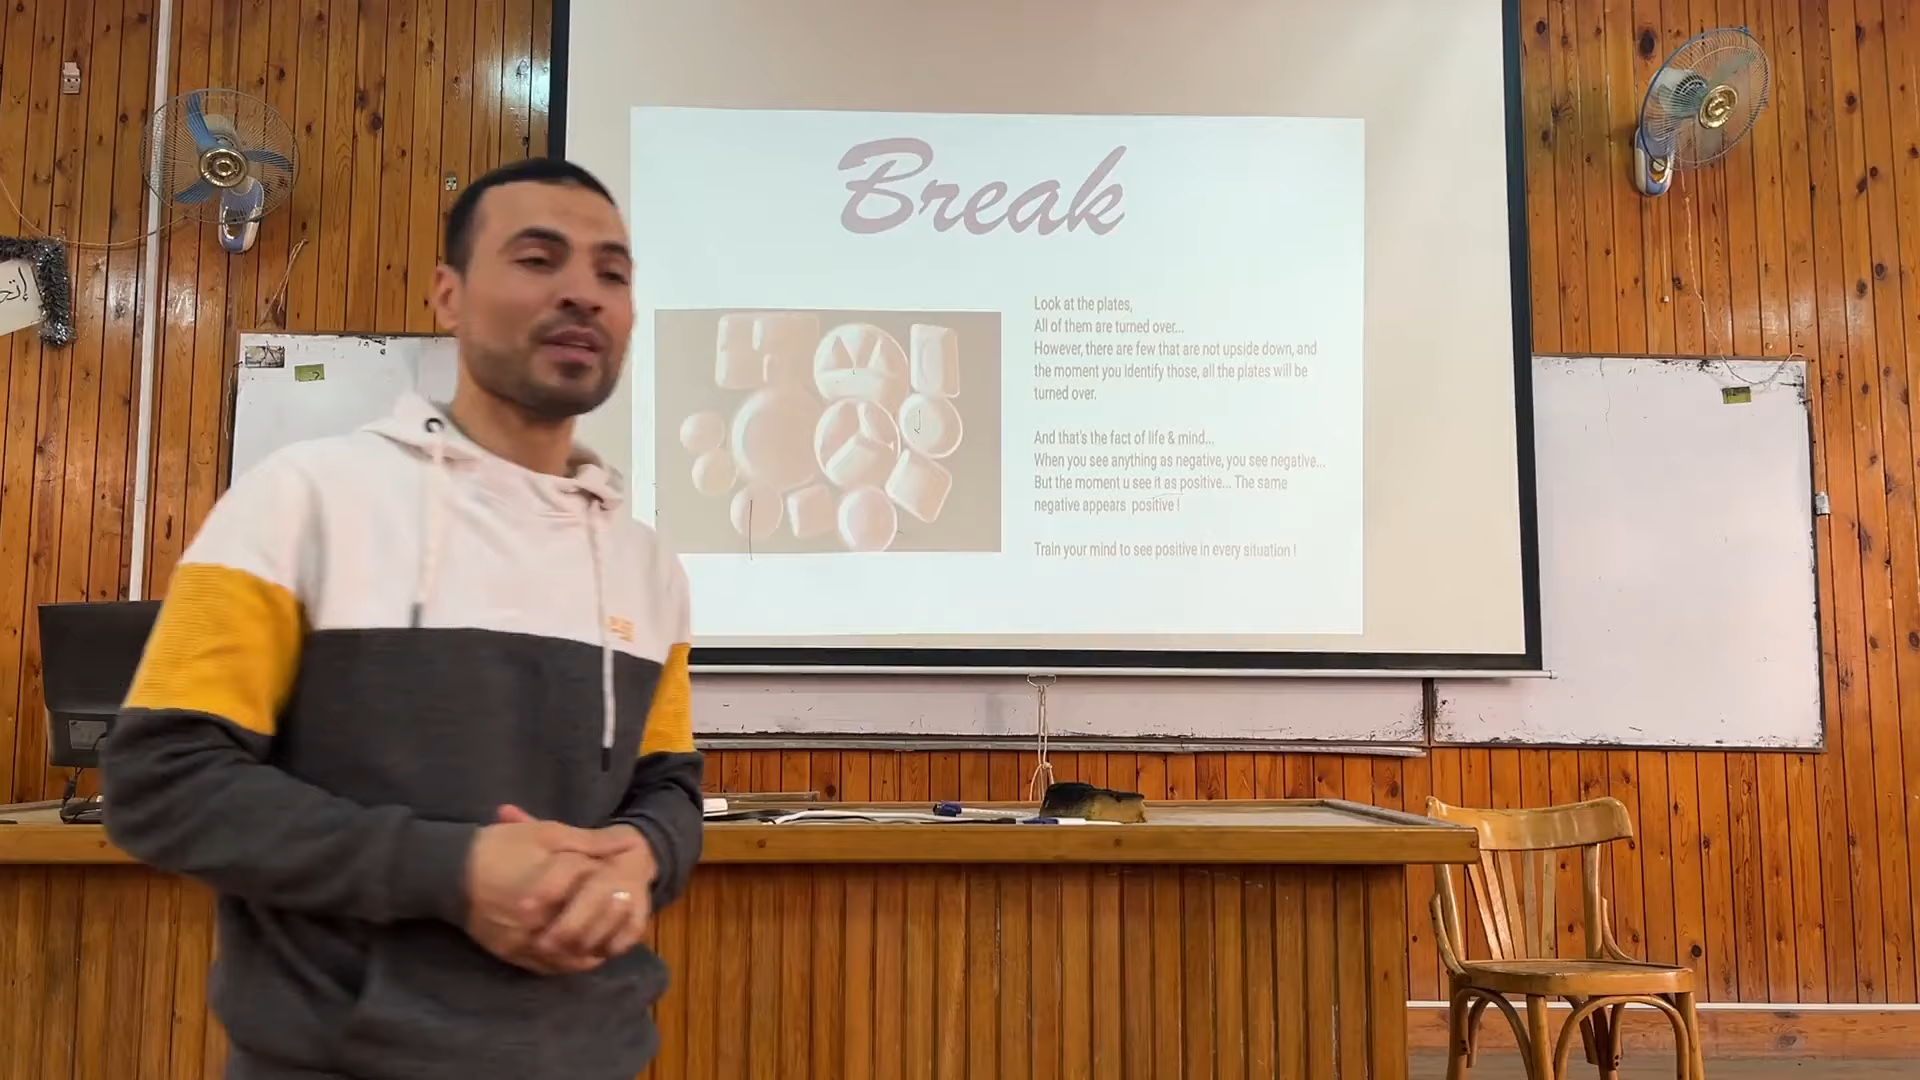 Break
Look at the plates,
All of them are turned over...
However, there are few that are not upside down, and
the moment you identify those, all the plates will be
turned over.
And that's the fact of life & mind...
When you see anything as negative, you see negative...
But the moment u see it as positive... The same
negative appears positive !
Train your mind to see positive in every situation !